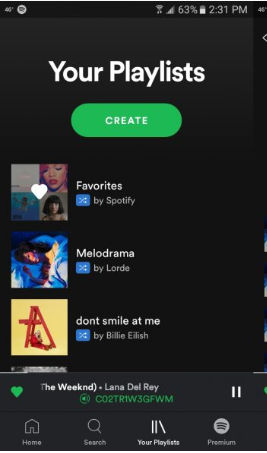 46° 63% 2:31 PM 46°
Your Playlists
CREATE
Favorites
by Spotify
Melodrama
by Lorde
dont smile at me
by Billie Eilish
The Weeknd) • Lana Del Rey
C02TR1W3GFWM
Home Search Your Playlists Premium